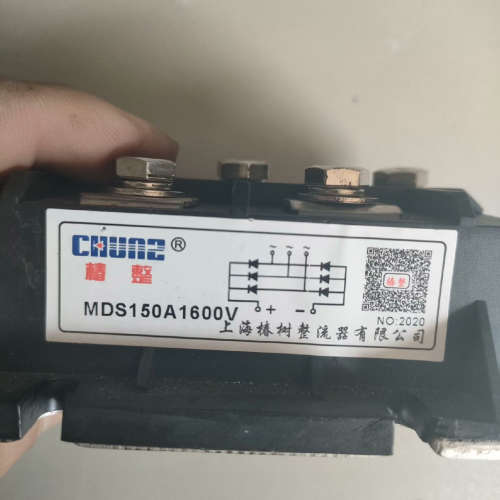 CHUNZ®
椿整
~ ~ ~
MDS150A1600V
+ -
椿整
NO:2020
上海椿树整流器有限公司